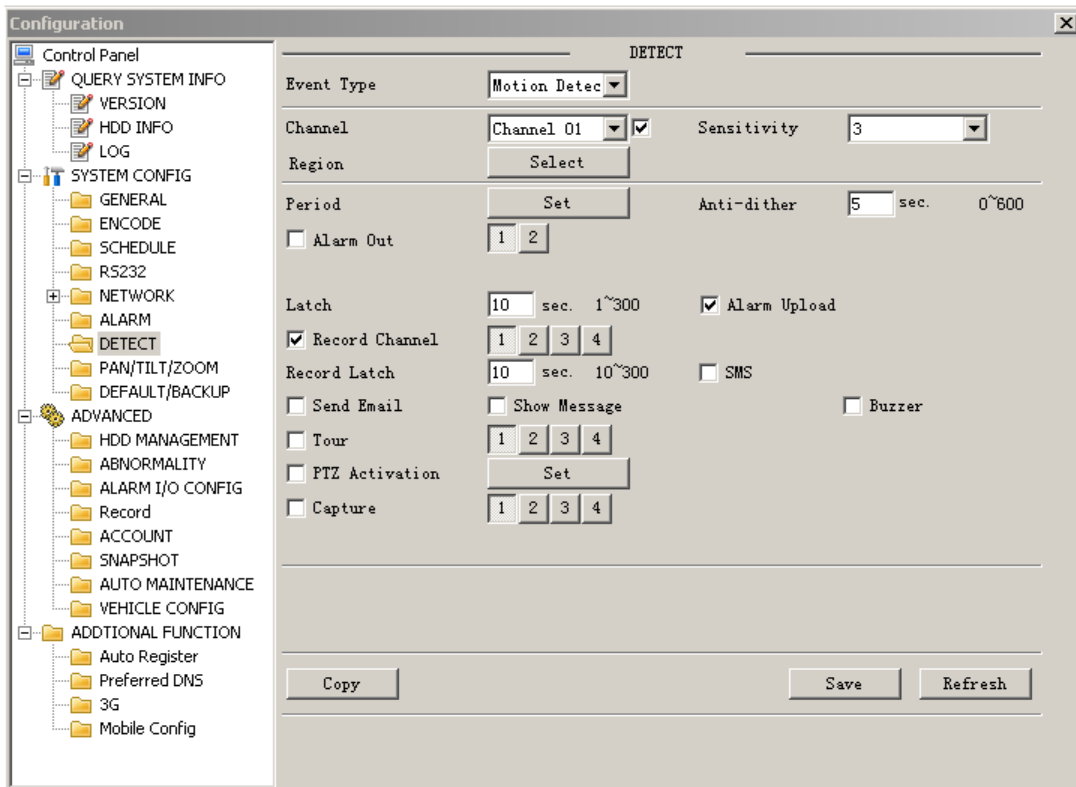 Configuration
Control Panel
QUERY SYSTEM INFO
VERSION
HDD INFO
LOG
SYSTEM CONFIG
GENERAL
ENCODE
SCHEDULE
RS232
NETWORK
ALARM
DETECT
PAN/TILT/ZOOM
DEFAULT/BACKUP
ADVANCED
HDD MANAGEMENT
ABNORMALITY
ALARM I/O CONFIG
Record
ACCOUNT
SNAPSHOT
AUTO MAINTENANCE
VEHICLE CONFIG
ADDTIONAL FUNCTION
Auto Register
Preferred DNS
3G
Mobile Config
DETECT
Event Type Motion Detec
Channel Channel 01 Sensitivity 3
Region Select
Period Set Anti-dither 5 sec. 0~600
Alarm Out 1 2
Latch 10 sec. 1~300 Alarm Upload
Record Channel 1 2 3 4
Record Latch 10 sec. 10~300 SMS
Send Email Show Message Buzzer
Tour 1 2 3 4
PTZ Activation Set
Capture 1 2 3 4
Copy Save Refresh